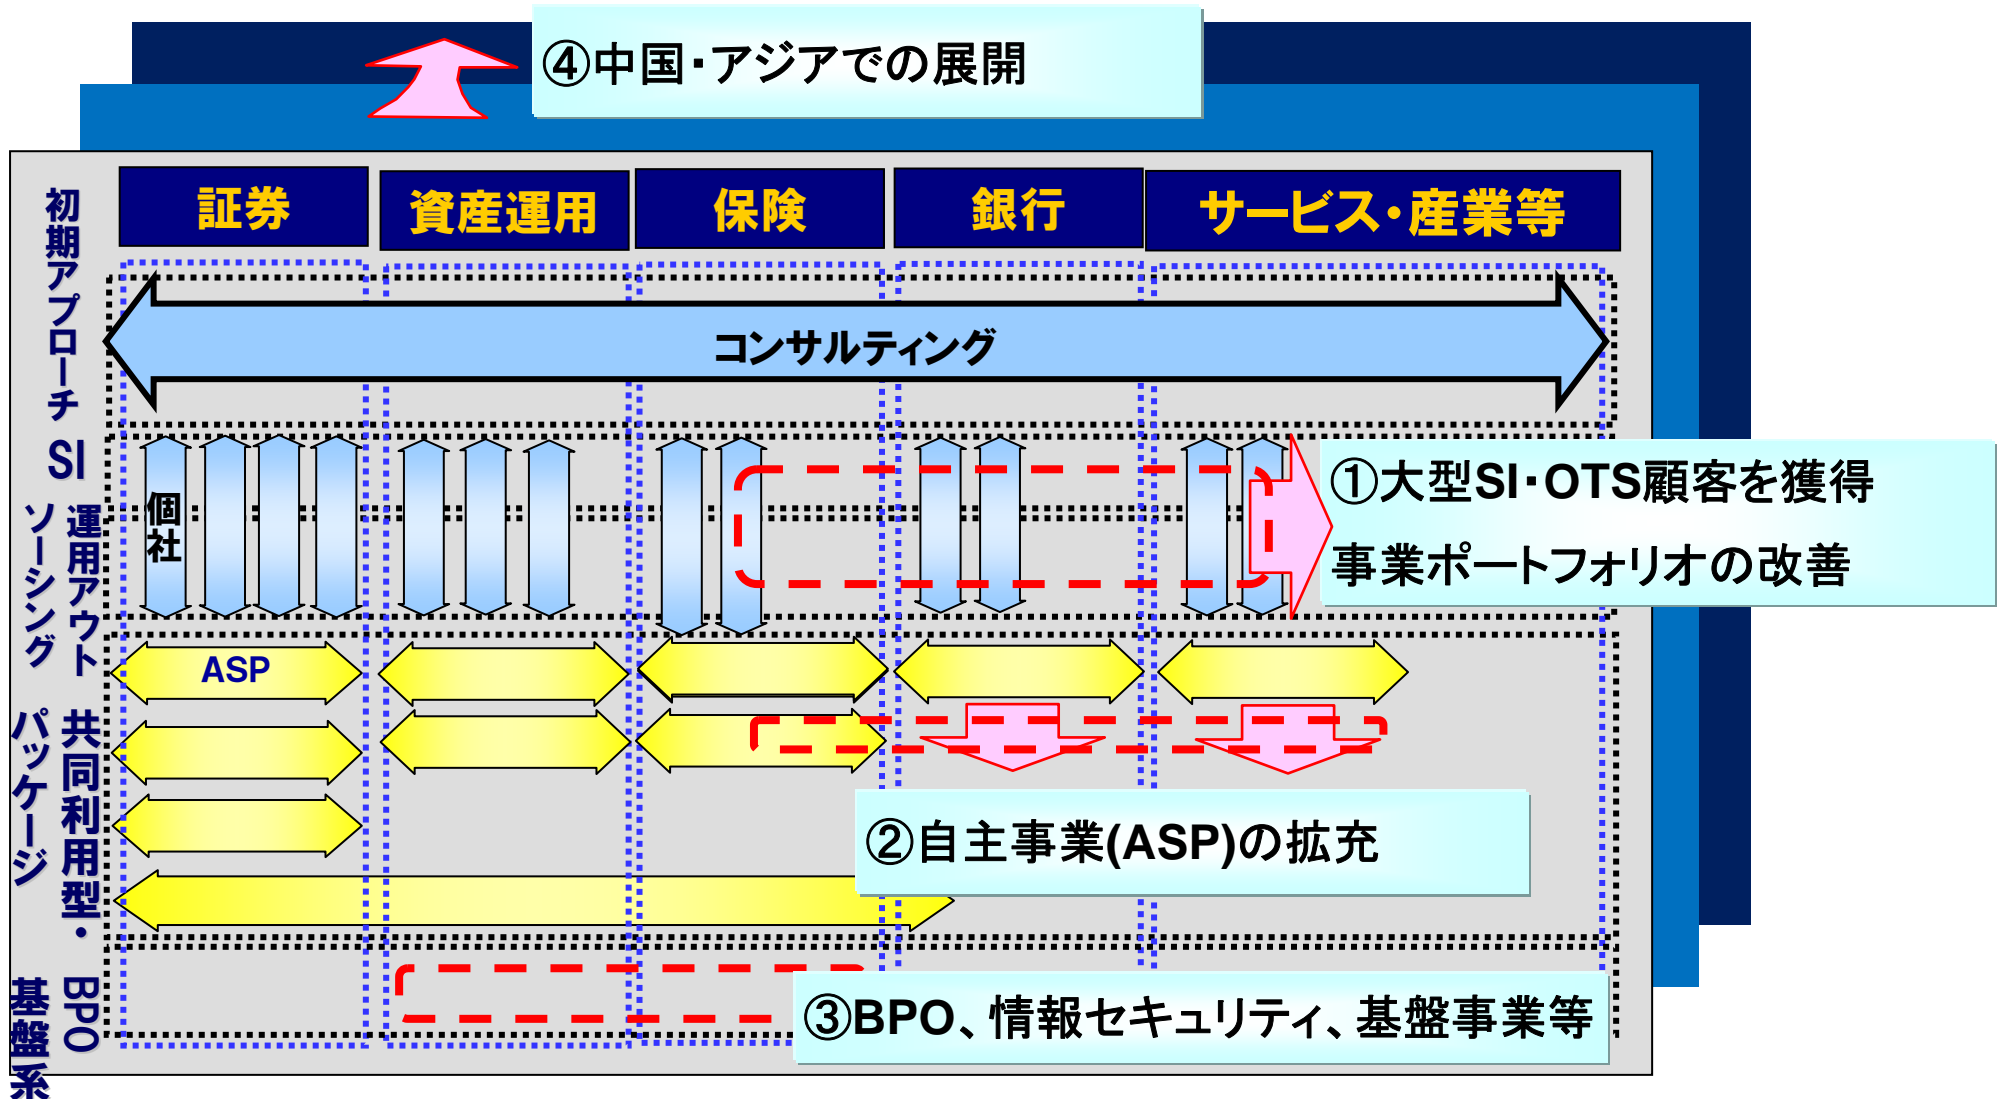 ④中国・アジアでの展開
証券
資産運用
保険
銀行
サービス・産業等
初期アプローチ
コンサルティング
SI
個社
①大型SI・OTS顧客を獲得
事業ポートフォリオの改善
運用アウト
ソーシング
ASP
共同利用型・
パッケージ
②自主事業(ASP)の拡充
BPO
基盤系
③BPO、情報セキュリティ、基盤事業等